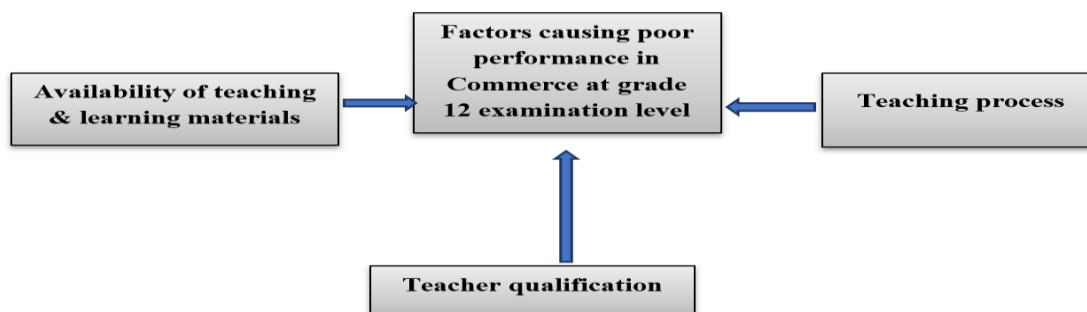 Factors causing poor
performance in
Commerce at grade
12 examination level
Availability of teaching
& learning materials
Teaching process
Teacher qualification